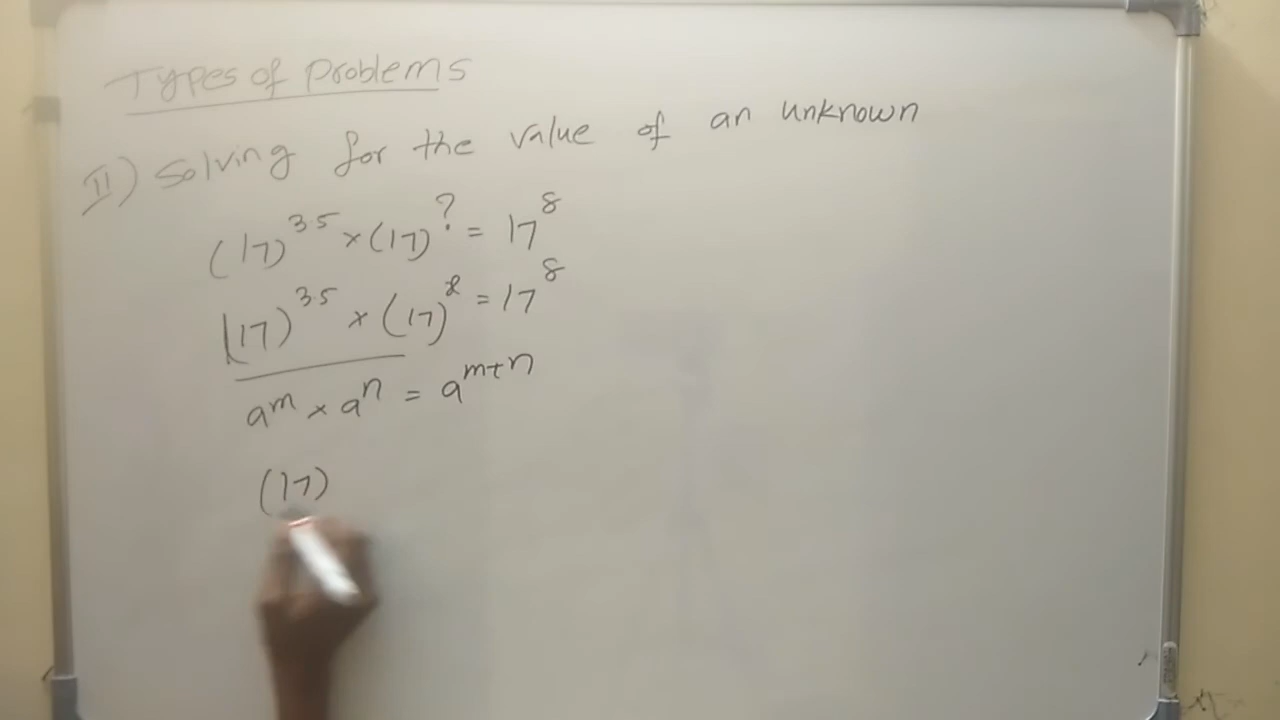 Types of Problems
II) Solving for the value of an unknown
(17)^3.5 × (17)^? = 17^8
(17)^3.5 × (17)^x = 17^8
a^m × a^n = a^m+n
(17)